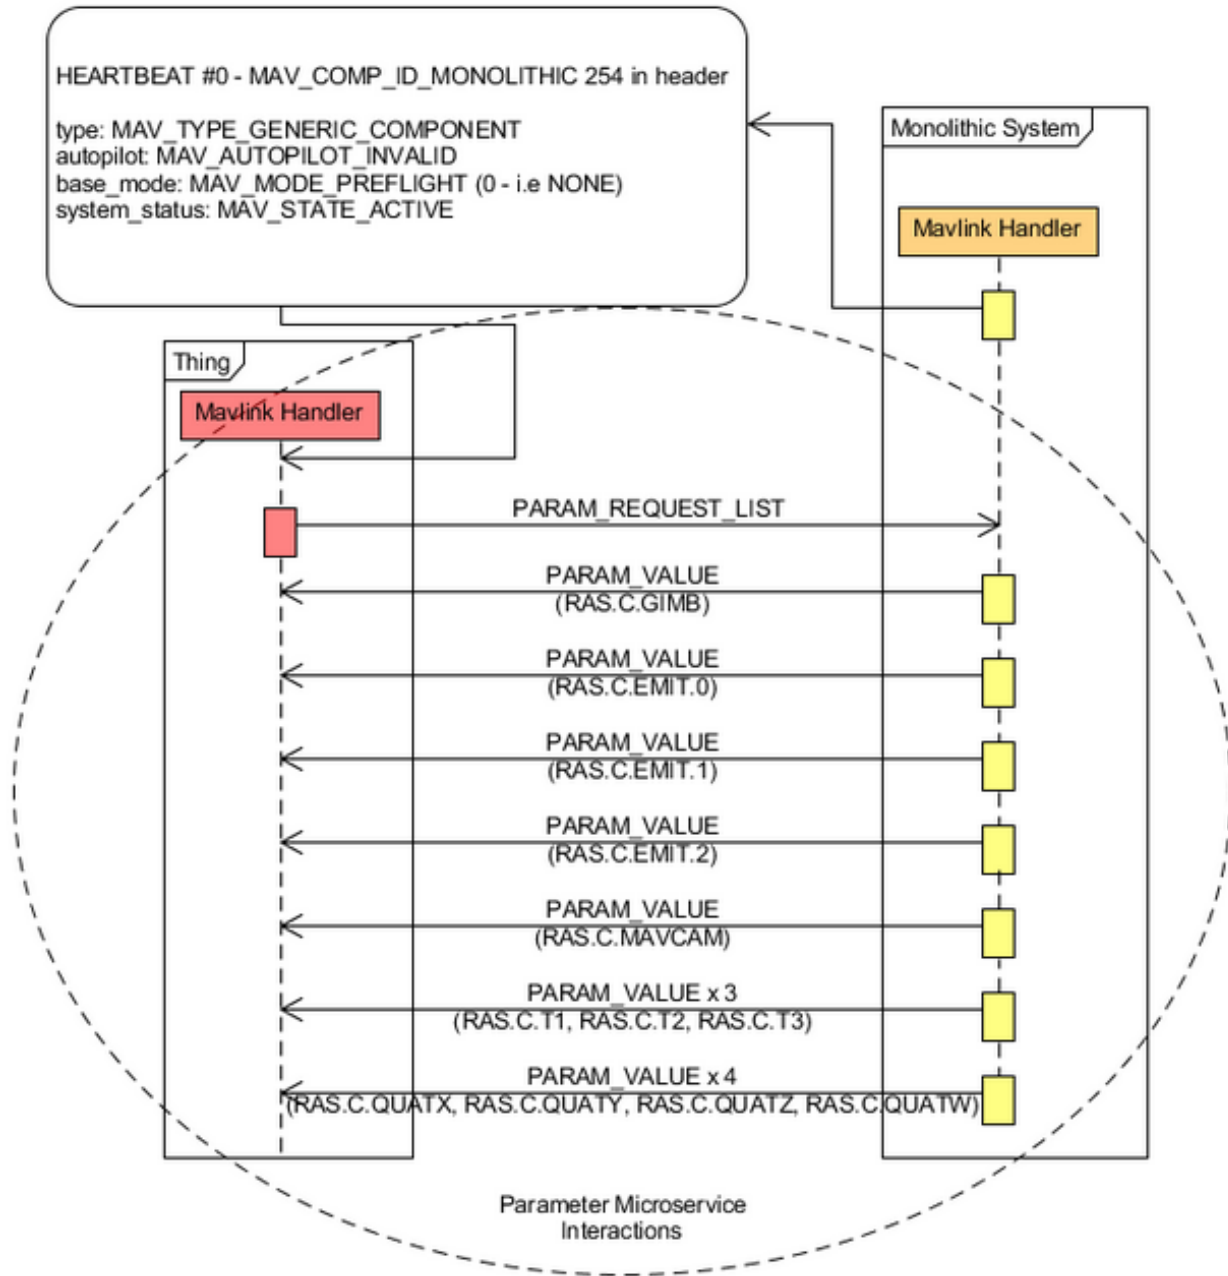 HEARTBEAT #0 - MAV_COMP_ID_MONOLITHIC 254 in header
type: MAV_TYPE_GENERIC_COMPONENT
autopilot: MAV_AUTOPILOT_INVALID
base_mode: MAV_MODE_PREFLIGHT (0 - i.e NONE)
system_status: MAV_STATE_ACTIVE
Monolithic System
Mavlink Handler
Thing
Mavlink Handler
PARAM_REQUEST_LIST
PARAM_VALUE
(RAS.C.GIMB)
PARAM_VALUE
(RAS.C.EMIT.0)
PARAM_VALUE
(RAS.C.EMIT.1)
PARAM_VALUE
(RAS.C.EMIT.2)
PARAM_VALUE
(RAS.C.MAVCAM)
PARAM_VALUE x 3
(RAS.C.T1, RAS.C.T2, RAS.C.T3)
PARAM_VALUE x 4
(RAS.C.QUATX, RAS.C.QUATY, RAS.C.QUATZ, RAS.C.QUATW)
Parameter Microservice
Interactions